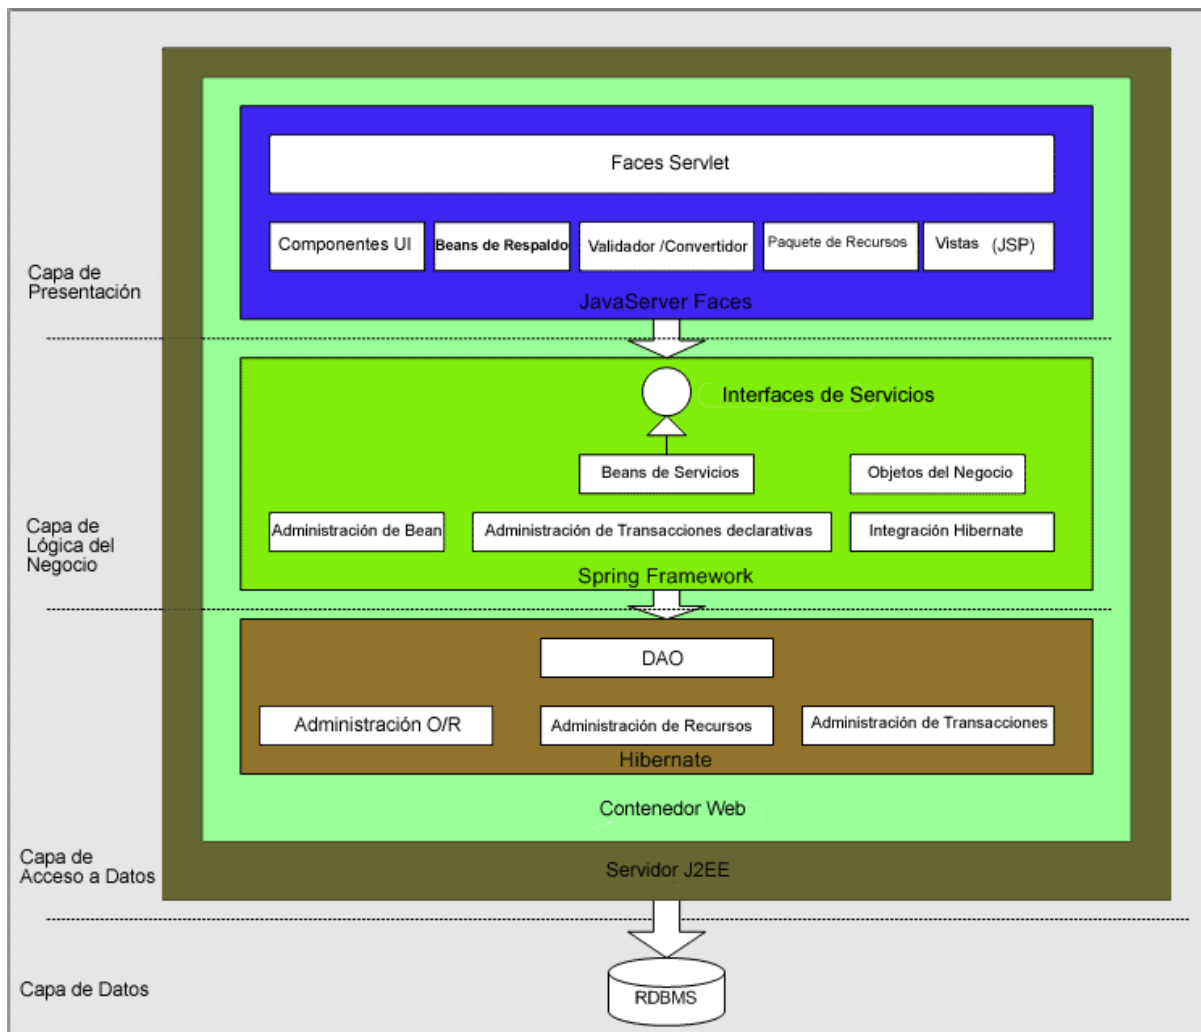 Faces Servlet
Componentes UI
Beans de Respaldo
Validador /Convertidor
Paquete de Recursos
Vistas (JSP)
Capa de
Presentación
JavaServer Faces
Interfaces de Servicios
Beans de Servicios
Objetos del Negocio
Capa de
Lógica del
Negocio
Administración de Bean
Administración de Transacciones declarativas
Integración Hibernate
Spring Framework
DAO
Administración O/R
Administración de Recursos
Administración de Transacciones
Hibernate
Contenedor Web
Capa de
Acceso a Datos
Servidor J2EE
Capa de Datos
RDBMS